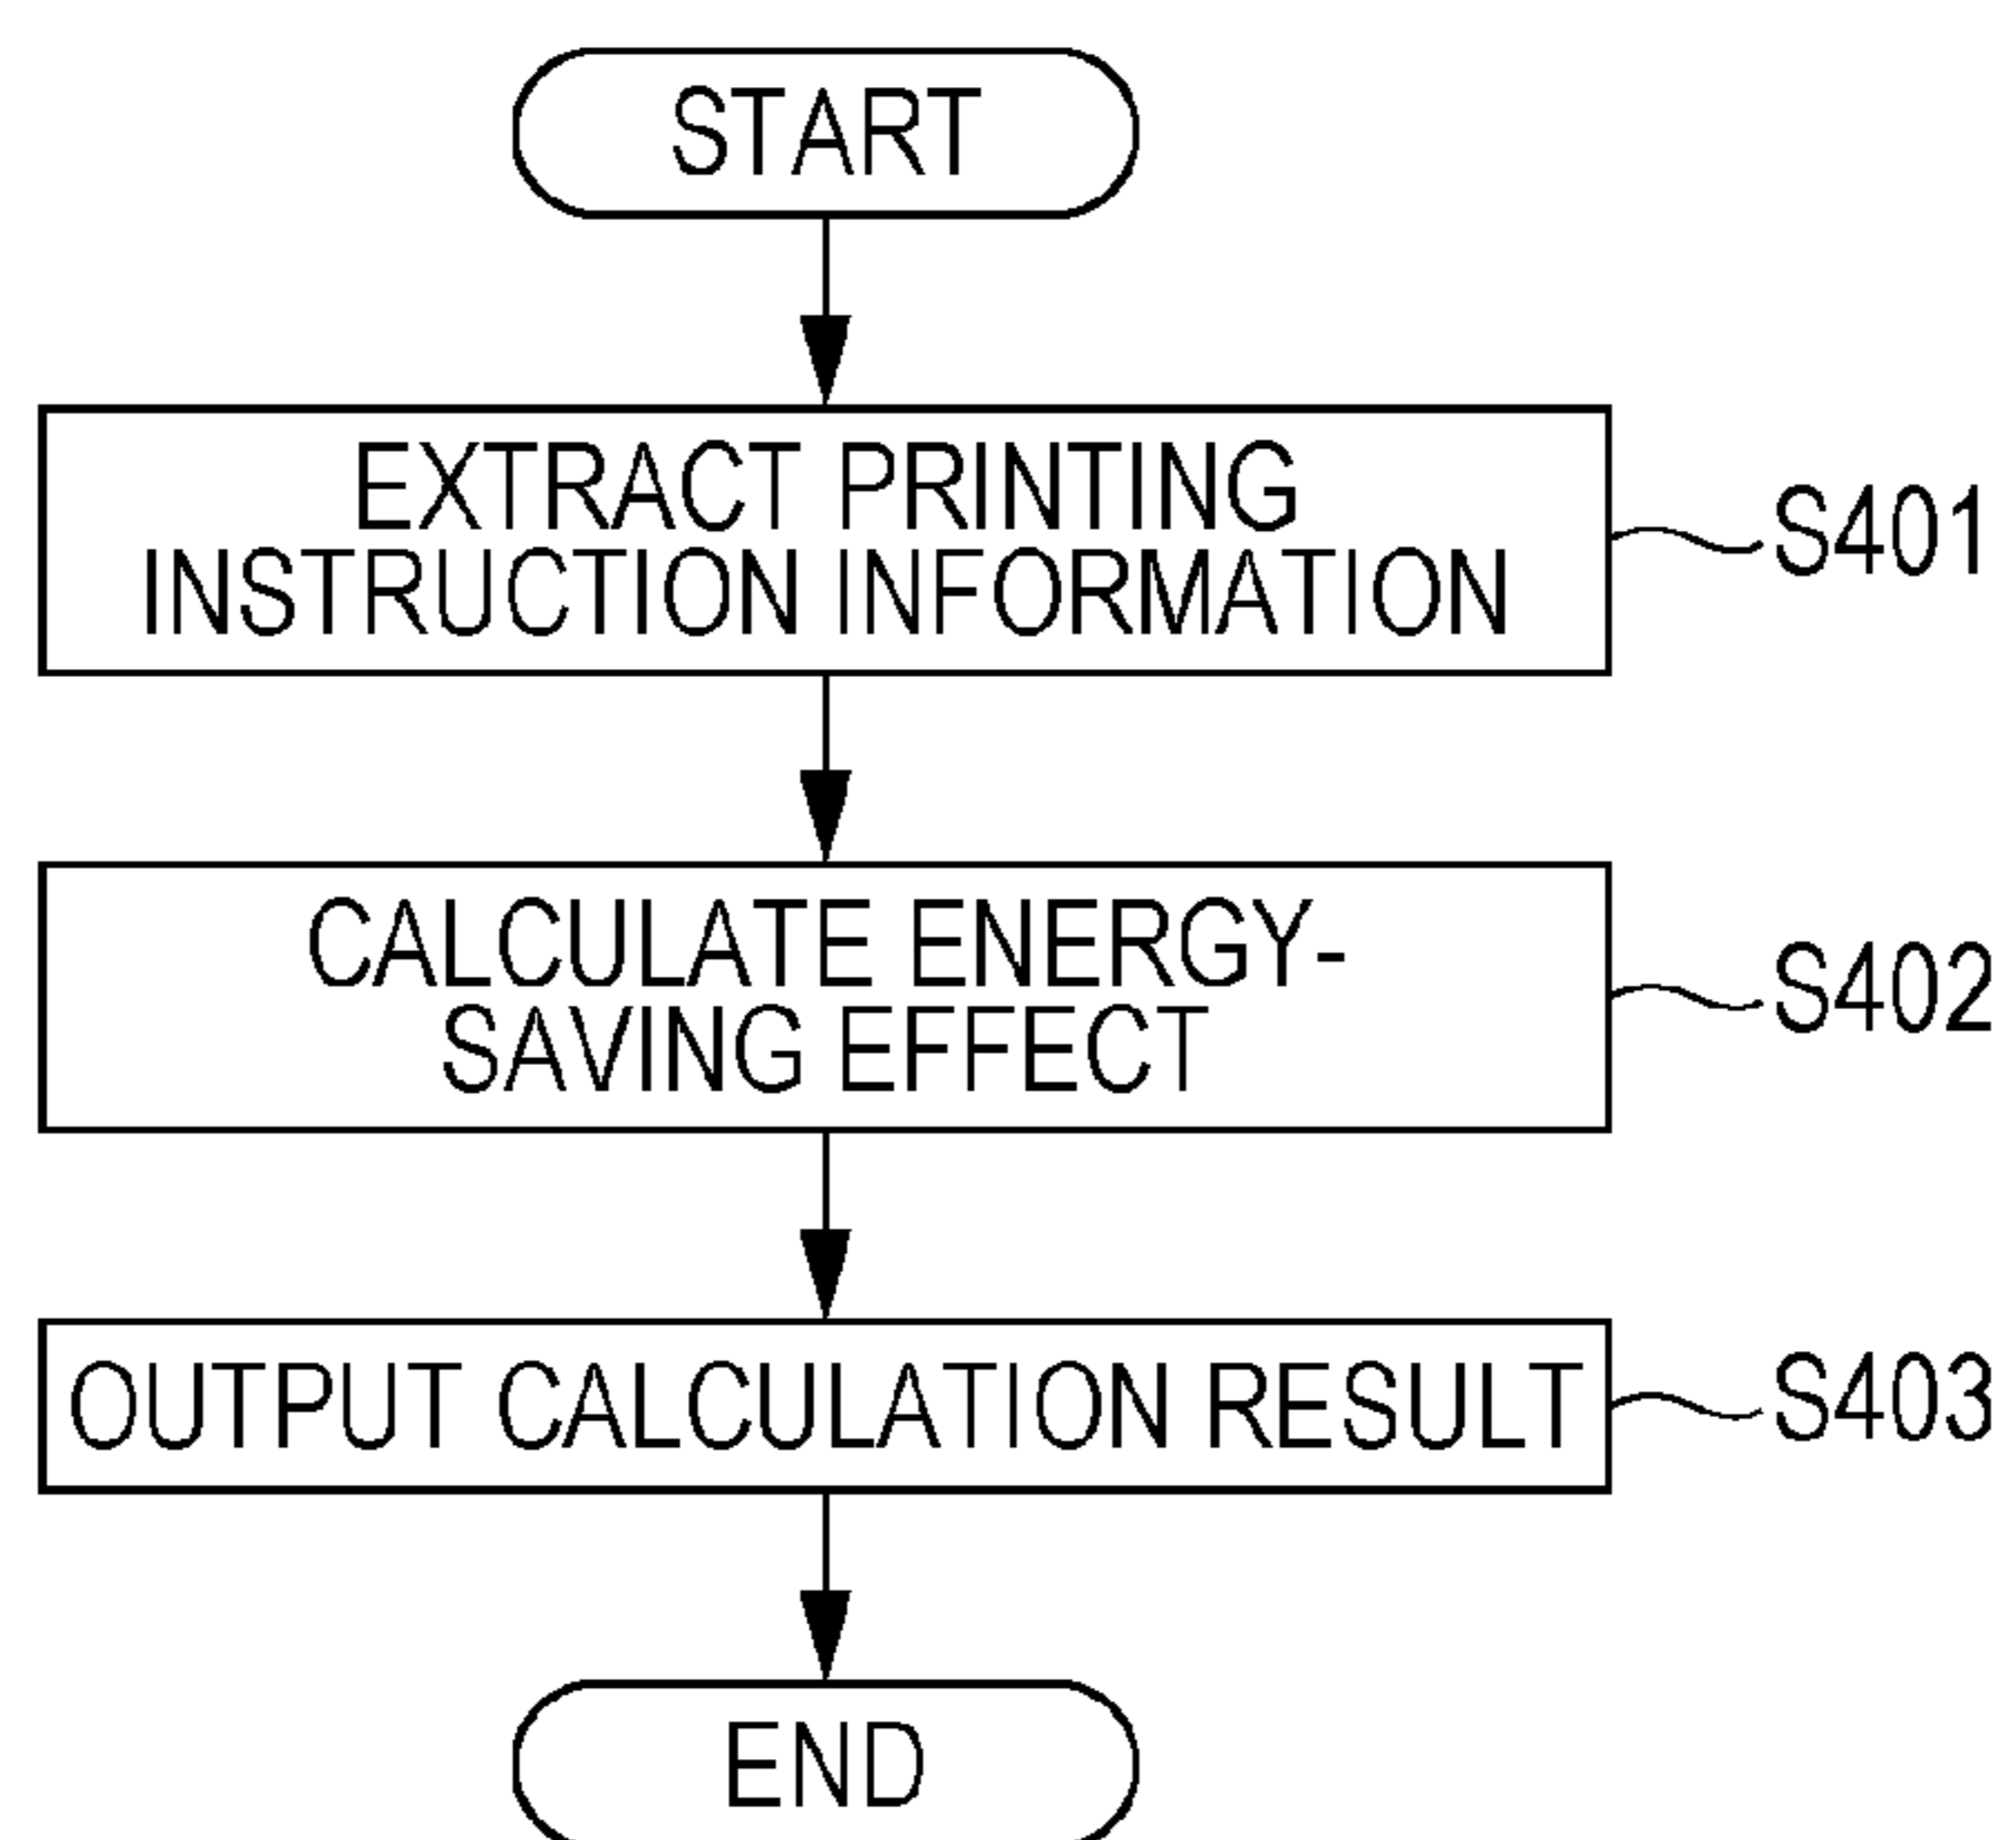 START
EXTRACT PRINTING
INSTRUCTION INFORMATION
S401
CALCULATE ENERGY-
SAVING EFFECT
S402
OUTPUT CALCULATION RESULT
S403
END